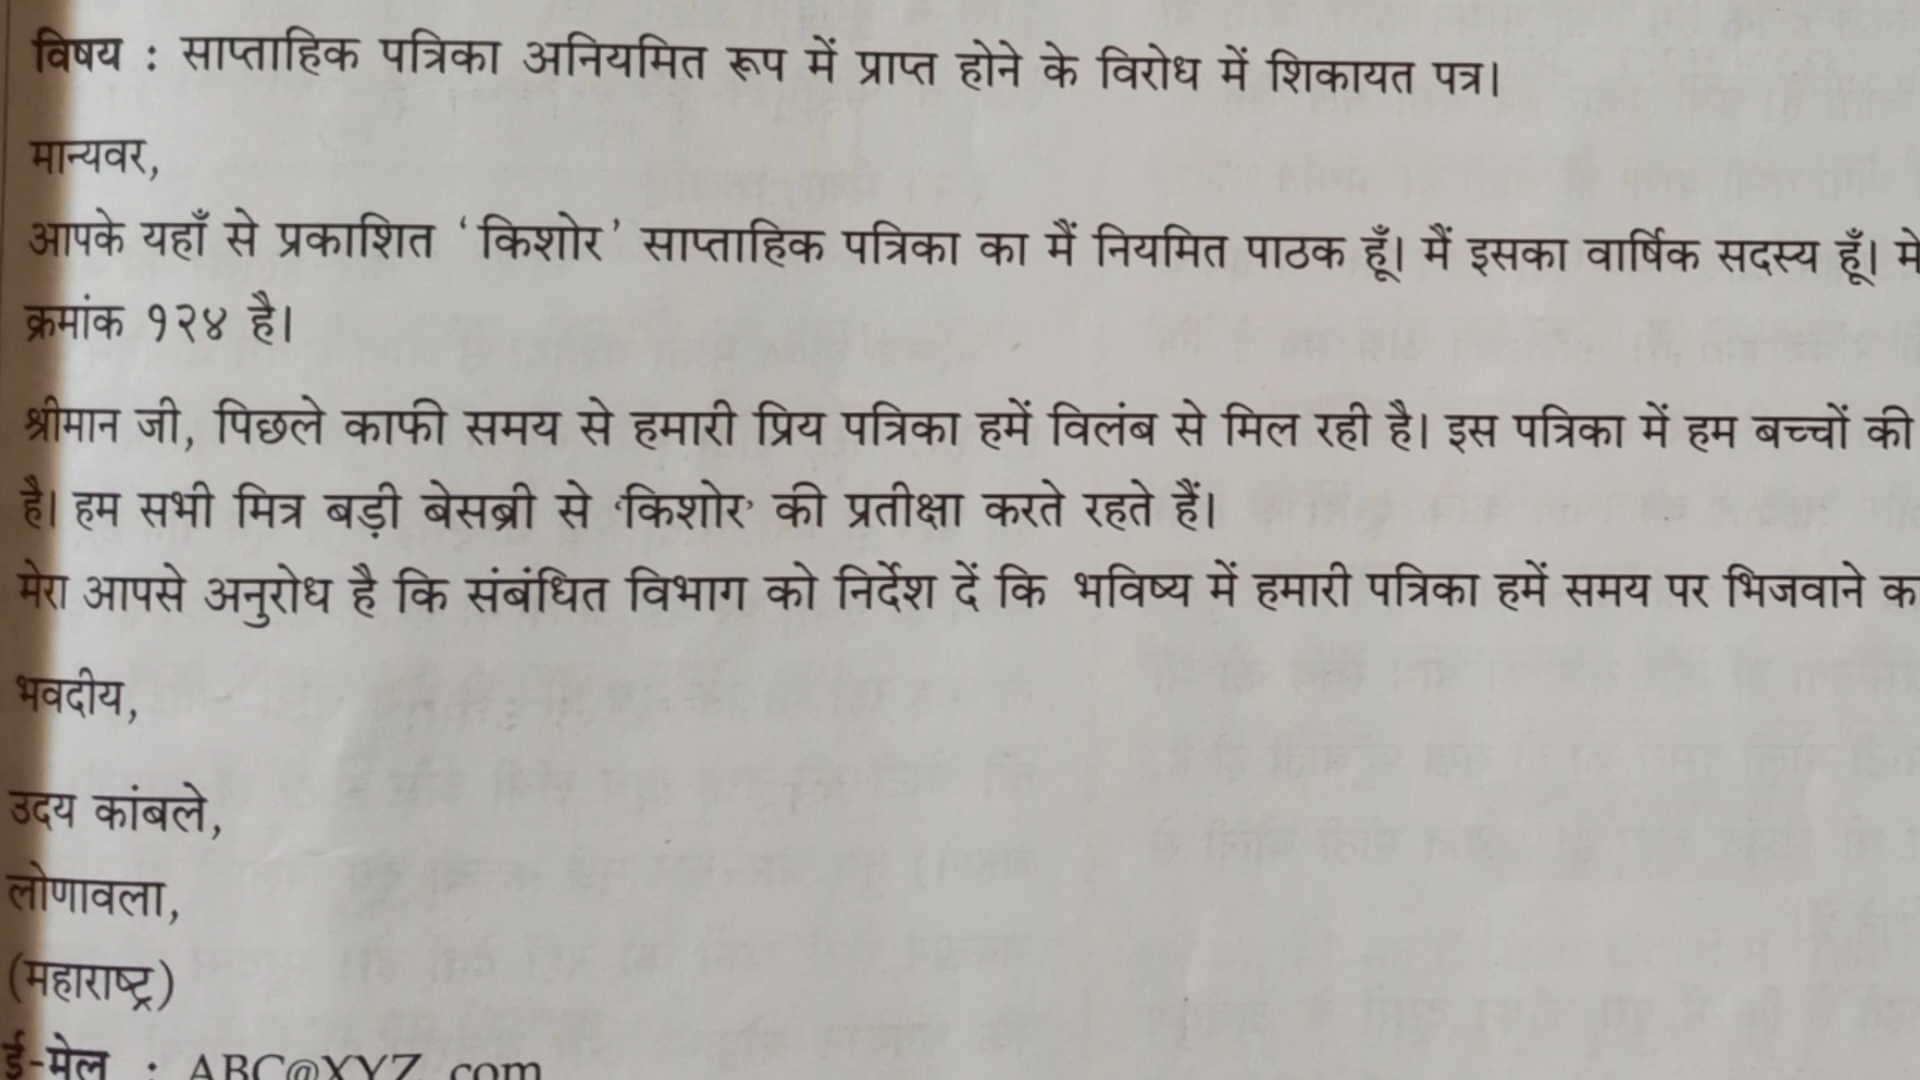 विषय : साप्ताहिक पत्रिका अनियमित रूप में प्राप्त होने के विरोध में शिकायत पत्र।
मान्यवर,
आपके यहाँ से प्रकाशित ‘किशोर’ साप्ताहिक पत्रिका का मैं नियमित पाठक हूँ। मैं इसका वार्षिक सदस्य हूँ। मे
क्रमांक १२४ है।
श्रीमान जी, पिछले काफी समय से हमारी प्रिय पत्रिका हमें विलंब से मिल रही है। इस पत्रिका में हम बच्चों की
है। हम सभी मित्र बड़ी बेसब्री से ‘किशोर’ की प्रतीक्षा करते रहते हैं।
मेरा आपसे अनुरोध है कि संबंधित विभाग को निर्देश दें कि भविष्य में हमारी पत्रिका हमें समय पर भिजवाने क
भवदीय,
उदय कांबले,
लोणावला,
(महाराष्ट्र)
ई-मेल : ABC@XYZ.com